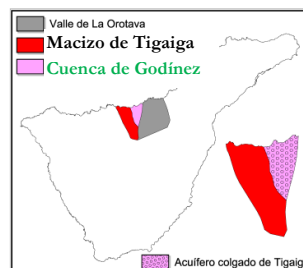 Valle de La Orotava
Macizo de Tigaiga
Cuenca de Godínez
Acuífero colgado de Tigaig